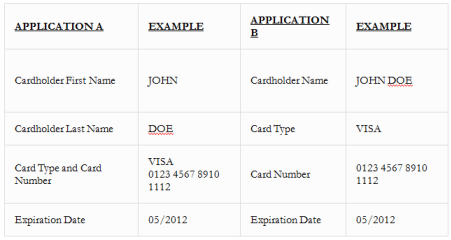 APPLICATION A EXAMPLE APPLICATION B EXAMPLE
Cardholder First Name JOHN Cardholder Name JOHN DOE
Cardholder Last Name DOE Card Type VISA
Card Type and Card Number VISA 0123 4567 8910 1112 Card Number 0123 4567 8910 1112
Expiration Date 05/2012 Expiration Date 05/2012